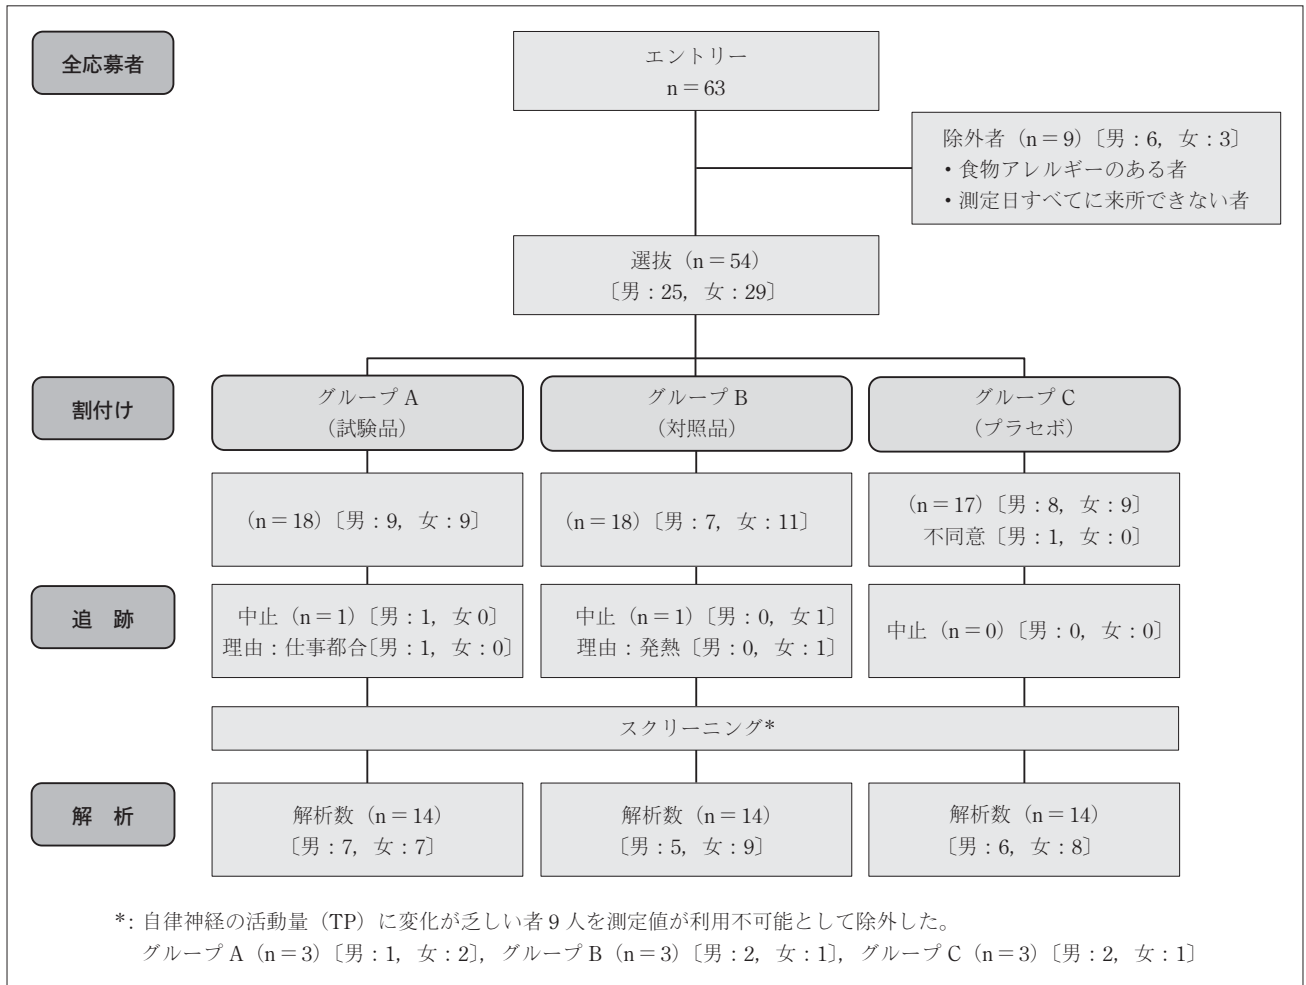 全応募者
エントリー
n = 63
除外者（n = 9）〔男：6，女：3〕
・食物アレルギーのある者
・測定日すべてに来所できない者
選抜（n = 54）
〔男：25，女：29〕
割付け
グループ A
（試験品）
グループ B
（対照品）
グループ C
（プラセボ）
（n = 18）〔男：9，女：9〕
（n = 18）〔男：7，女：11〕
（n = 17）〔男：8，女：9〕
不同意〔男：1，女：0〕
追　跡
中止（n = 1）〔男：1，女 0〕
理由：仕事都合〔男：1，女：0〕
中止（n = 1）〔男：0，女 1〕
理由：発熱〔男：0，女：1〕
中止（n = 0）〔男：0，女：0〕
スクリーニング*
解　析
解析数（n = 14）
〔男：7，女：7〕
解析数（n = 14）
〔男：5，女：9〕
解析数（n = 14）
〔男：6，女：8〕
*：自律神経の活動量（TP）に変化が乏しい者 9 人を測定値が利用不可能として除外した。
グループ A（n = 3）〔男：1，女：2〕，グループ B（n = 3）〔男：2，女：1〕，グループ C（n = 3）〔男：2，女：1〕